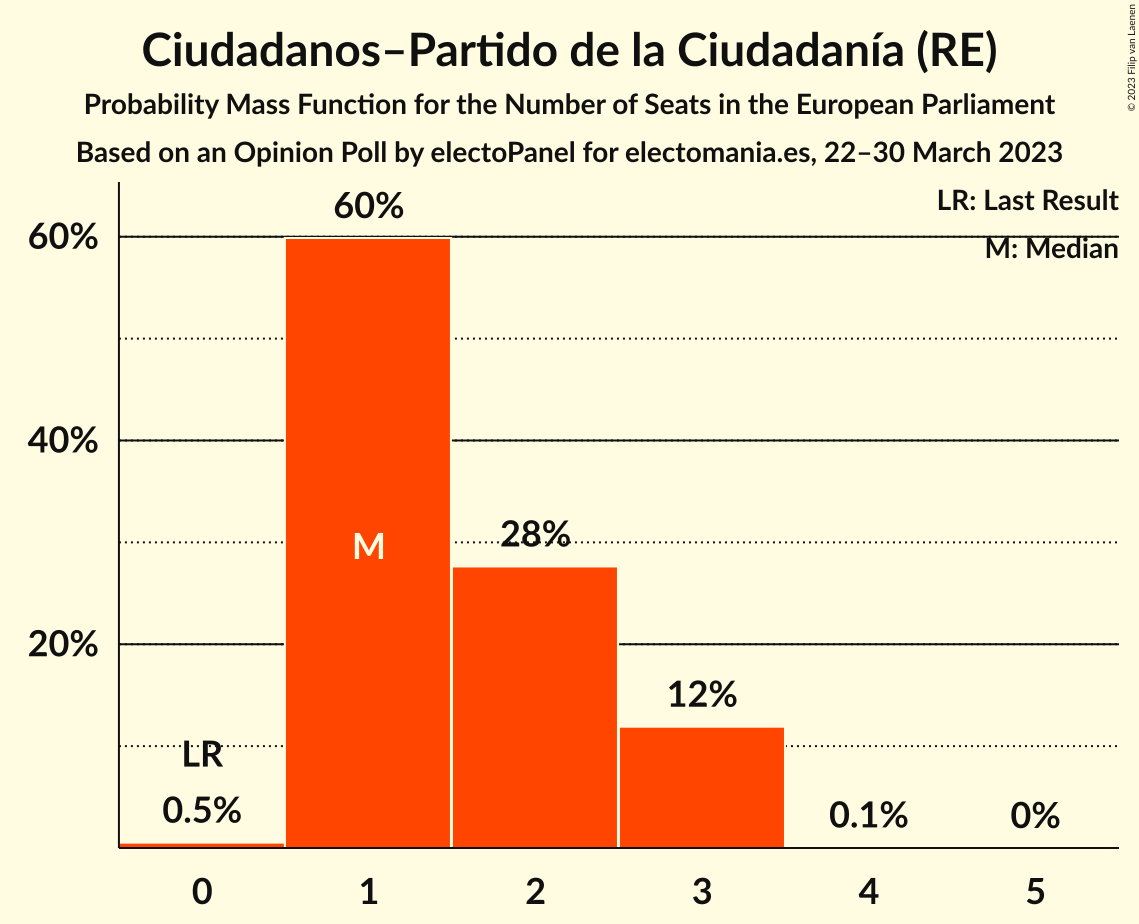 Ciudadanos–Partido de la Ciudadanía (RE)
Probability Mass Function for the Number of Seats in the European Parliament
Based on an Opinion Poll by electoPanel for electomania.es, 22–30 March 2023
© 2023 Filip van Laenen
LR: Last Result
M: Median
60%
40%
20%
60%
M
28%
12%
LR
0.5%
0.1%
0%
0 1 2 3 4 5